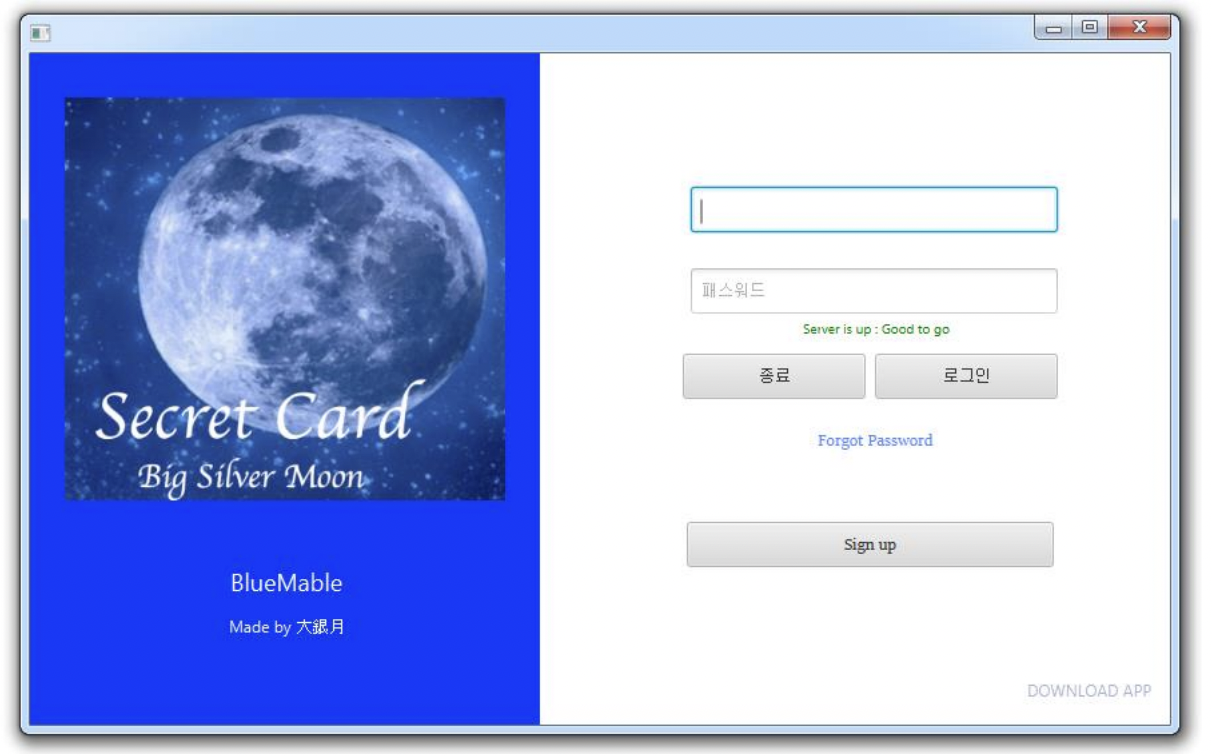 Secret Card
Big Silver Moon
BlueMable
Made by 大銀月
패스워드
Server is up : Good to go
종료
로그인
Forgot Password
Sign up
DOWNLOAD APP